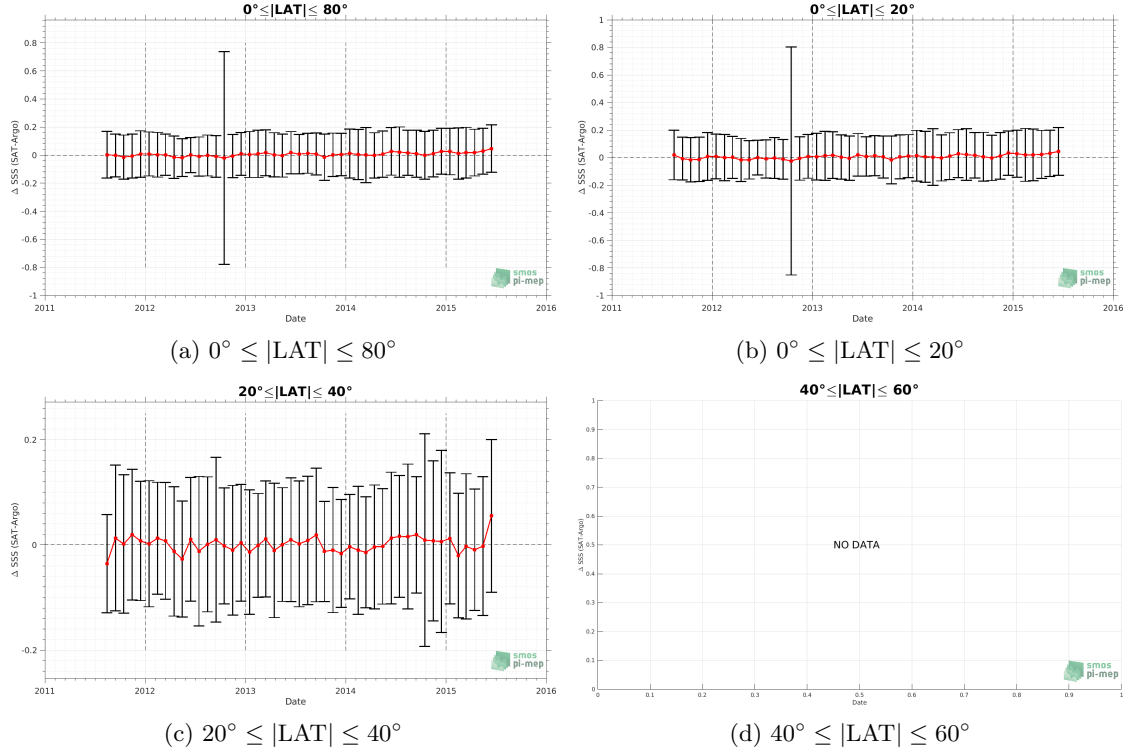 0°≤|LAT|≤ 80°
0.8
0.6
0.4
0.2
0
-0.2
-0.4
-0.6
-0.8
-1
Δ SSS (SAT-Argo)
2011 2012 2013 2014 2015 2016
Date
smos
pi-mep
(a) 0° ≤ |LAT| ≤ 80°
0°≤|LAT|≤ 20°
1
0.8
0.6
0.4
0.2
0
-0.2
-0.4
-0.6
-0.8
-1
Δ SSS (SAT-Argo)
2011 2012 2013 2014 2015 2016
Date
smos
pi-mep
(b) 0° ≤ |LAT| ≤ 20°
20°≤|LAT|≤ 40°
0.2
0
-0.2
Δ SSS (SAT-Argo)
2011 2012 2013 2014 2015 2016
Date
smos
pi-mep
(c) 20° ≤ |LAT| ≤ 40°
40°≤|LAT|≤ 60°
1
0.9
0.8
0.7
0.6
0.5
0.4
0.3
0.2
0.1
0
Δ SSS (SAT-Argo)
NO DATA
0 0.1 0.2 0.3 0.4 0.5 0.6 0.7 0.8 0.9 1
Date
smos
pi-mep
(d) 40° ≤ |LAT| ≤ 60°